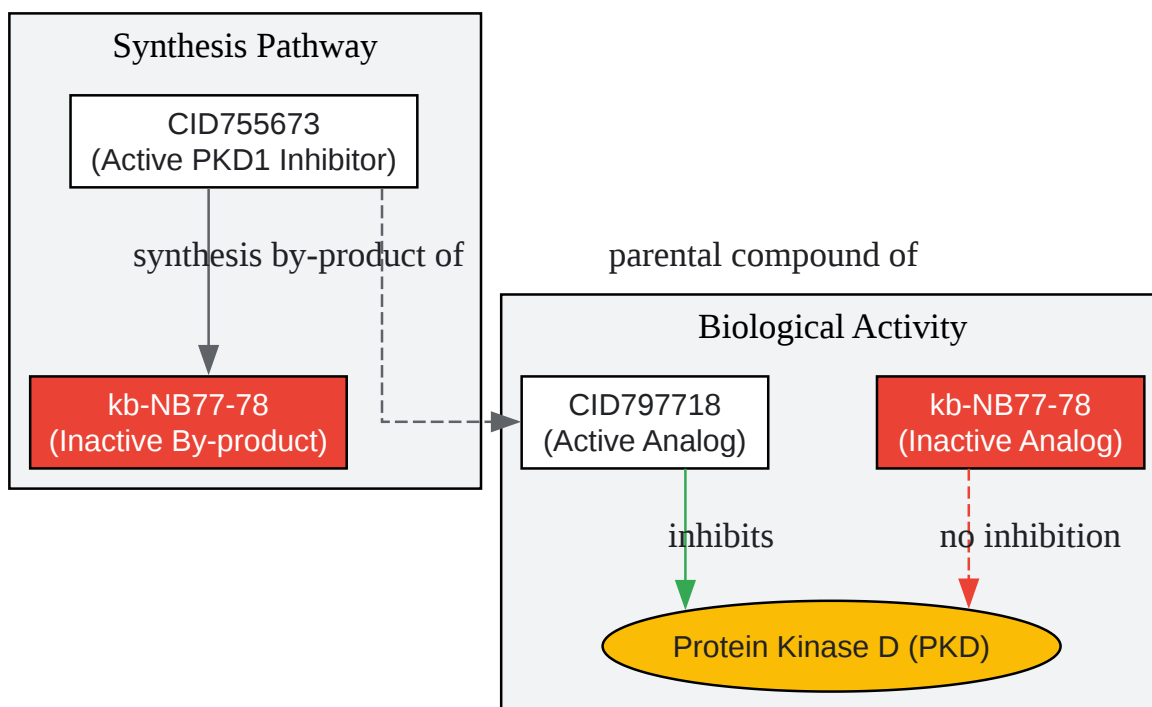 Synthesis Pathway
CID755673
(Active PKD1 Inhibitor)
synthesis by-product of
parental compound of
kb-NB77-78
(Inactive By-product)
Biological Activity
CID797718
(Active Analog)
kb-NB77-78
(Inactive Analog)
inhibits
no inhibition
Protein Kinase D (PKD)